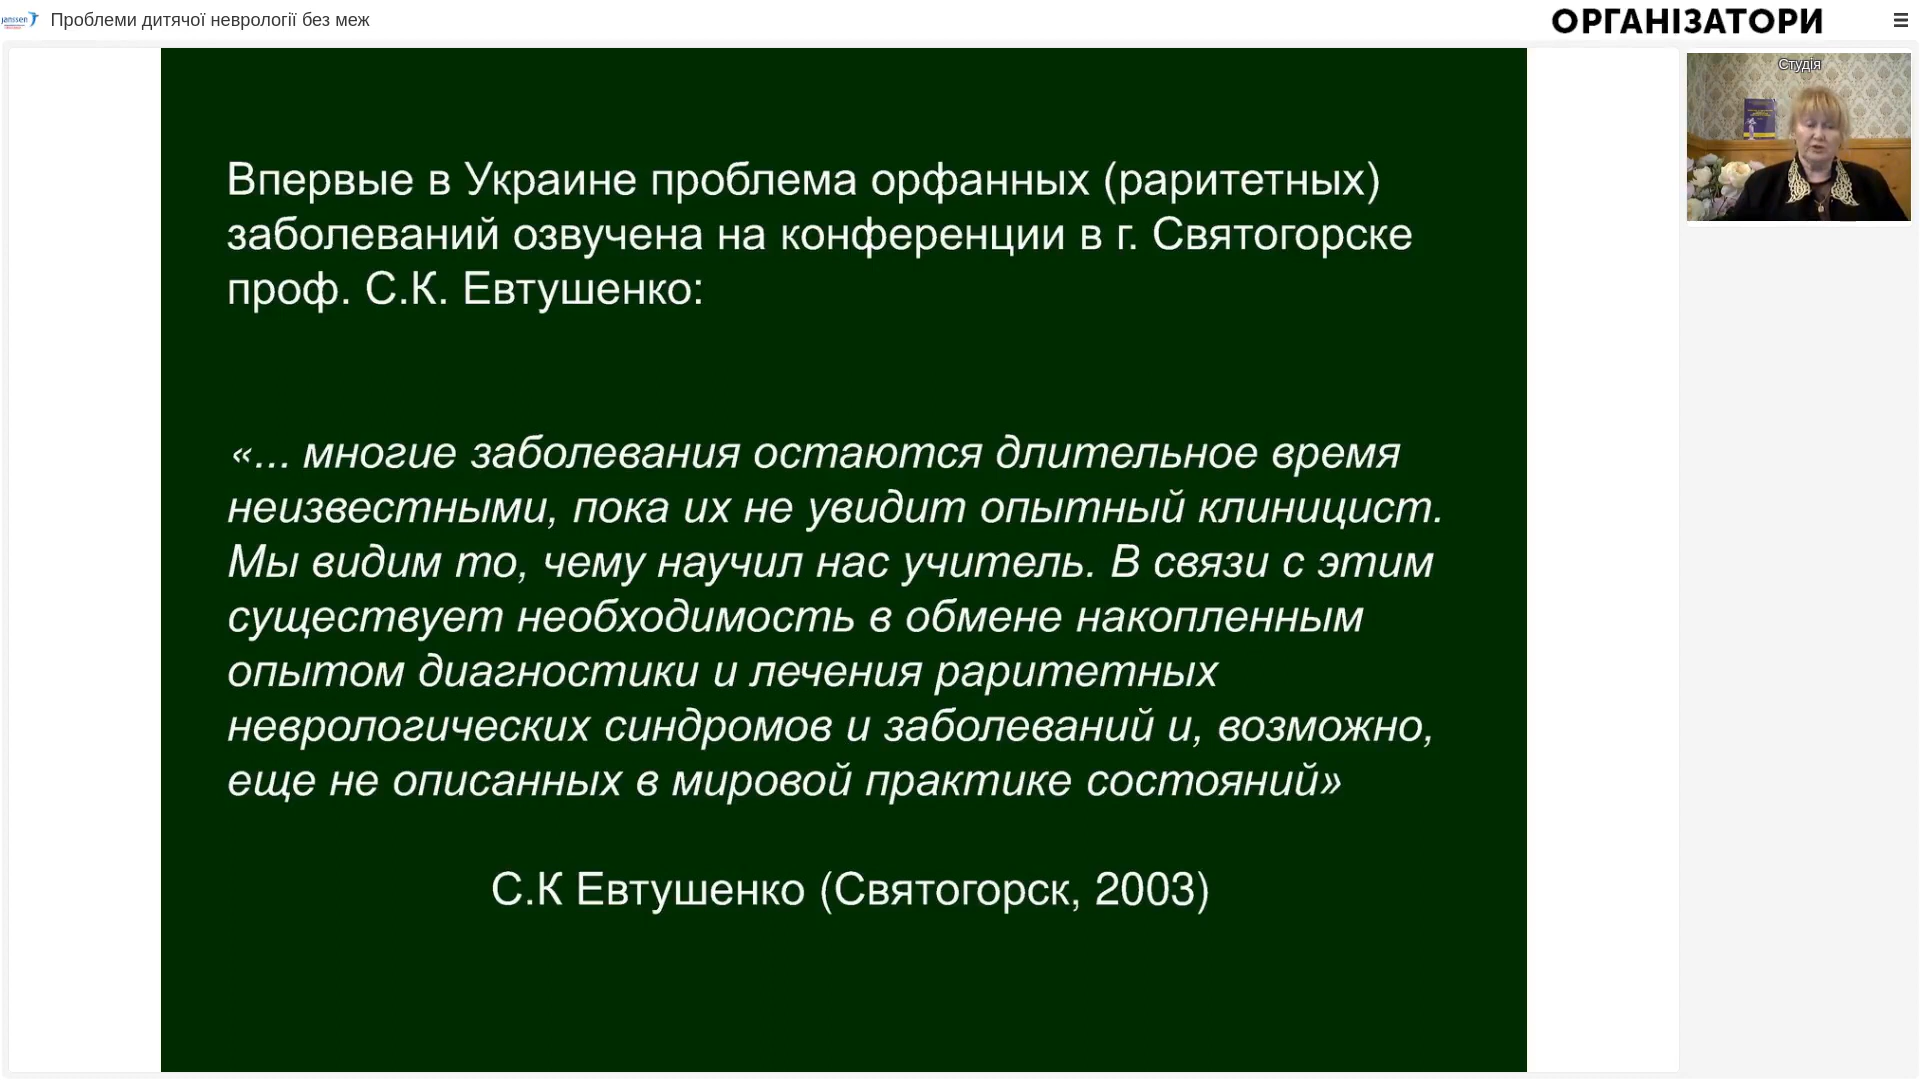 janssen
Проблеми дитячої неврології без меж
ОРГАНІЗАТОРИ
Студія
Впервые в Украине проблема орфанных (раритетных)
заболеваний озвучена на конференции в г. Святогорске
проф. С.К. Евтушенко:
«... многие заболевания остаются длительное время
неизвестными, пока их не увидит опытный клиницист.
Мы видим то, чему научил нас учитель. В связи с этим
существует необходимость в обмене накопленным
опытом диагностики и лечения раритетных
неврологических синдромов и заболеваний и, возможно,
еще не описанных в мировой практике состояний»
С.К Евтушенко (Святогорск, 2003)